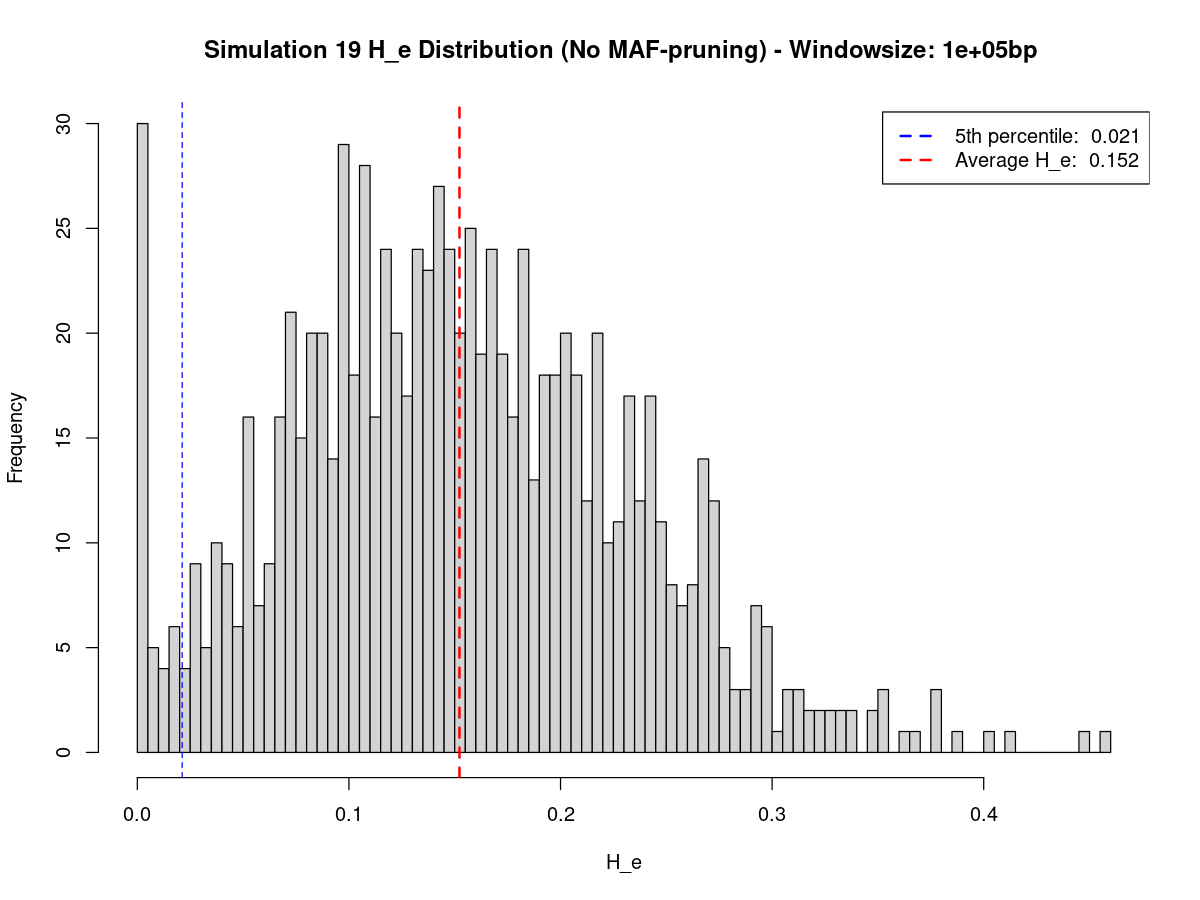 Simulation 19 H_e Distribution (No MAF-pruning) - Windowsize: 1e+05bp
5th percentile: 0.021
Average H_e: 0.152
Frequency
30
25
20
15
10
5
0
0.0 0.1 0.2 0.3 0.4
H_e